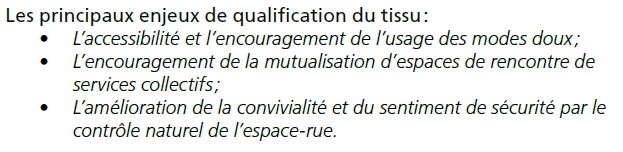 Les principaux enjeux de qualification du tissu:
• L'accessibilité et l'encouragement de l'usage des modes doux;
• L'encouragement de la mutualisation d'espaces de rencontre de
services collectifs;
• L'amélioration de la convivialité et du sentiment de sécurité par le
contrôle naturel de l'espace-rue.